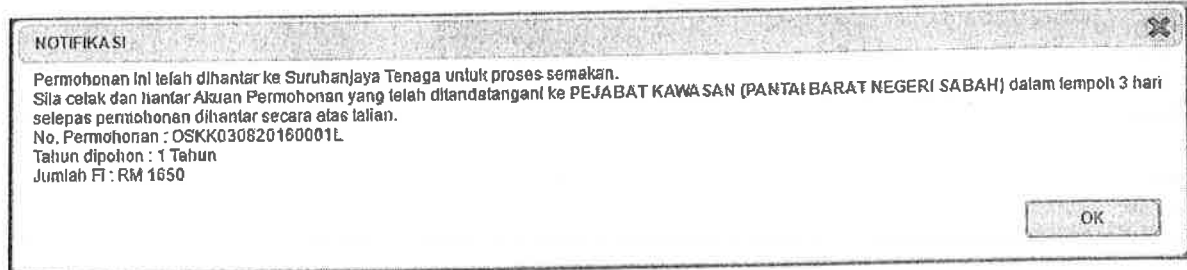 NOTIFIKASI
Permohonan ini telah dihantar ke Suruhanjaya Tenaga untuk proses semakan.
Sila cetak dan hantar Akuan Permohonan yang telah ditandatangani ke PEJABAT KAWASAN (PANTAI BARAT NEGERI SABAH) dalam tempoh 3 hari
selepas permohonan dihantar secara atas talian.
No. Permohonan : OSKK030820160001L
Tahun dipohon : 1 Tahun
Jumlah FI : RM 1650
OK